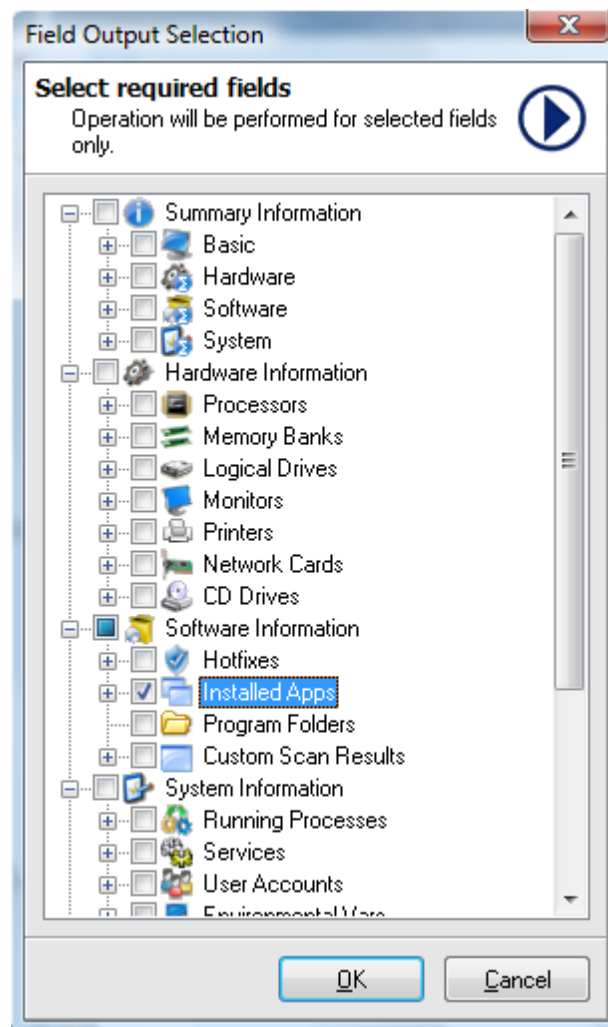 Field Output Selection
Select required fields
Operation will be performed for selected fields
only.
Summary Information
Basic
Hardware
Software
System
Hardware Information
Processors
Memory Banks
Logical Drives
Monitors
Printers
Network Cards
CD Drives
Software Information
Hotfixes
Installed Apps
Program Folders
Custom Scan Results
System Information
Running Processes
Services
User Accounts
OK
Cancel